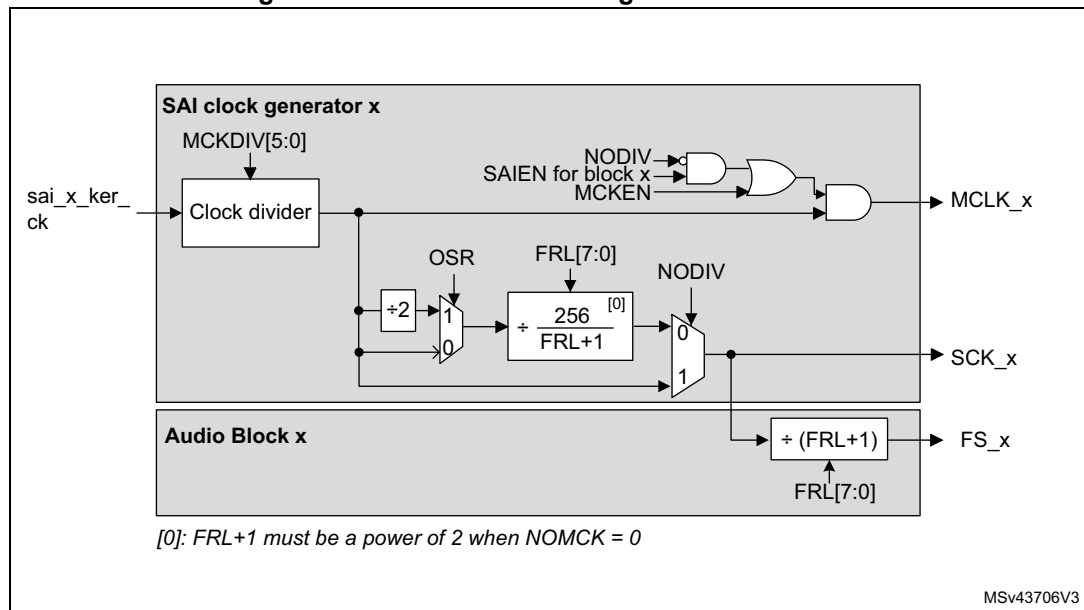 SAI clock generator x
MCKDIV[5:0]
NODIV
SAIEN for block x
MCKEN
sai_x_ker_
ck
Clock divider
MCLK_x
OSR
FRL[7:0]
NODIV
÷2
1
0
÷ 256
FRL+1
[0]
0
1
SCK_x
Audio Block x
÷ (FRL+1)
FS_x
FRL[7:0]
[0]: FRL+1 must be a power of 2 when NOMCK = 0
MSv43706V3